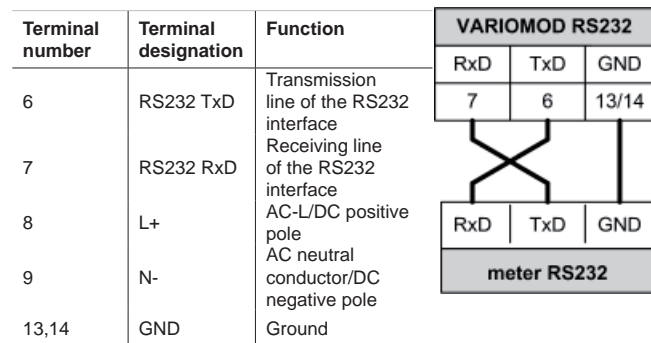 Terminal number
Terminal designation
Function
6
RS232 TxD
Transmission
line of the RS232
interface
7
RS232 RxD
Receiving line
of the RS232
interface
8
L+
AC-L/DC positive
pole
9
N-
AC neutral
conductor/DC
negative pole
13,14
GND
Ground
VARIOMOD RS232
RxD TxD GND
7 6 13/14
RxD TxD GND
meter RS232